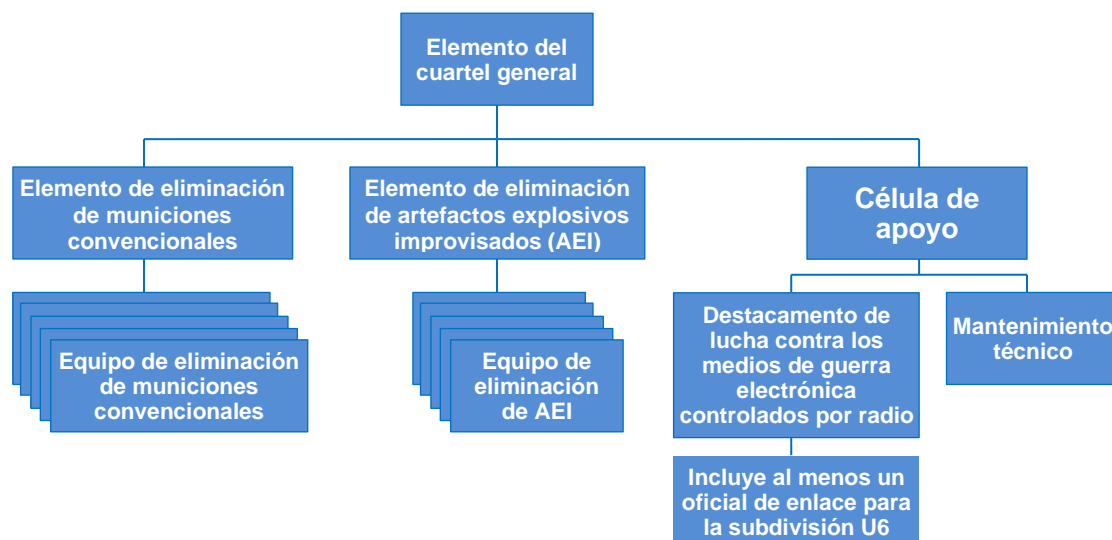 Elemento del
cuartel general
Elemento de eliminación
de municiones
convencionales
Elemento de eliminación
de artefactos explosivos
improvisados (AEI)
Célula de
apoyo
Equipo de eliminación
de municiones
convencionales
Equipo de
eliminación
de AEI
Destacamento de
lucha contra los
medios de guerra
electrónica
controlados por radio
Mantenimiento
técnico
Incluye al menos un
oficial de enlace para
la subdivisión U6